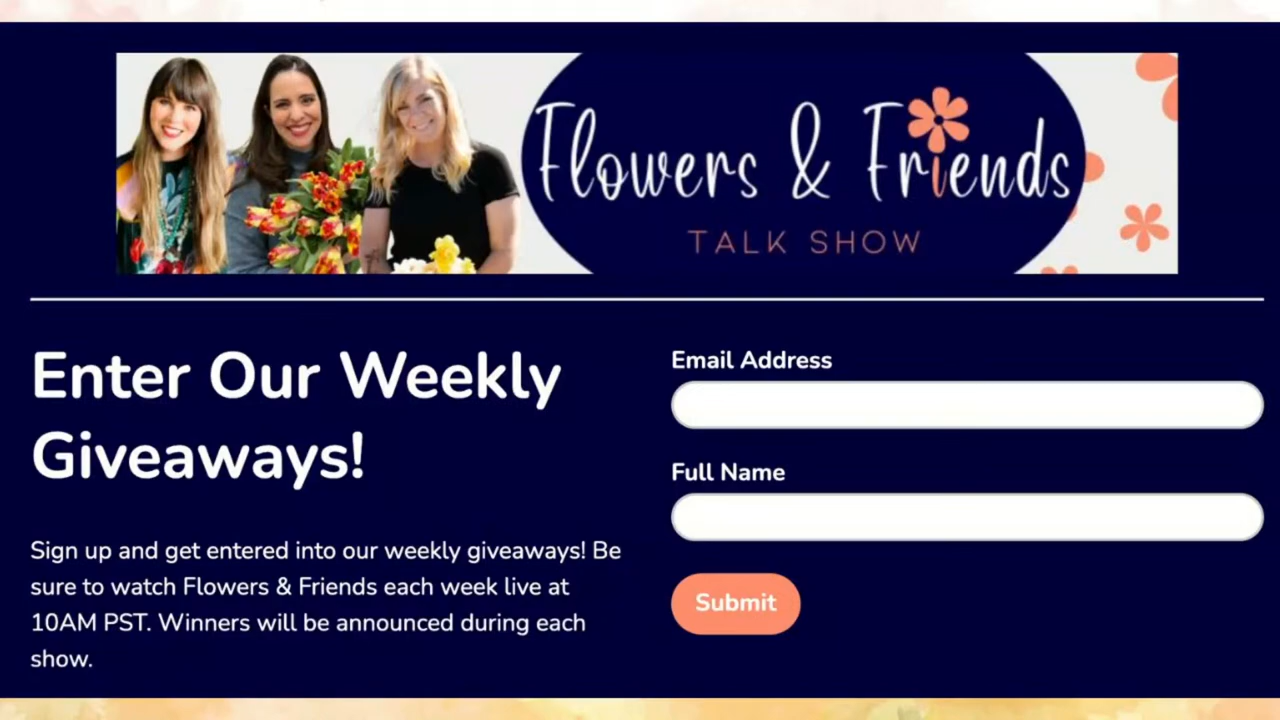 Flowers & Friends
TALK SHOW
Enter Our Weekly
Giveaways!
Sign up and get entered into our weekly giveaways! Be
sure to watch Flowers & Friends each week live at
10AM PST. Winners will be announced during each
show.
Email Address
Full Name
Submit